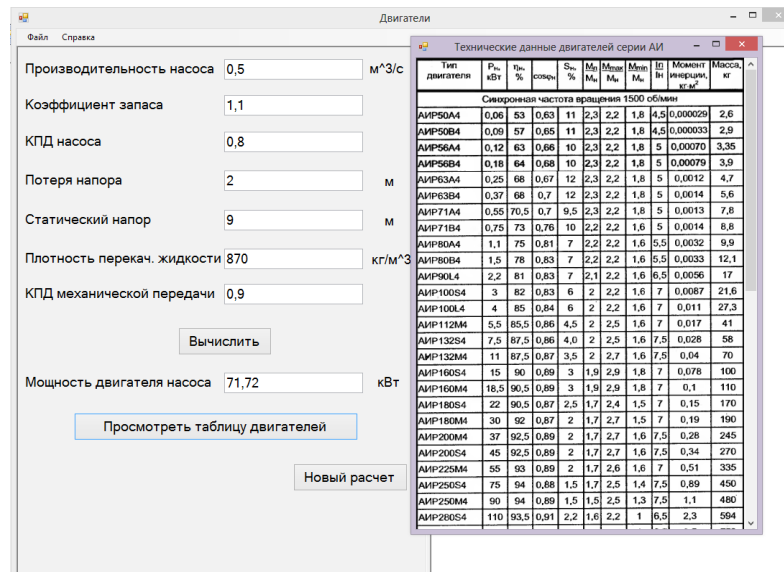 Двигатели
Файл Справка
Производительность насоса 0,5 м^3/с
Коэффициент запаса 1,1
КПД насоса 0,8
Потеря напора 2 м
Статический напор 9 м
Плотность перекач. жидкости 870 кг/м^3
КПД механической передачи 0,9
Вычислить
Мощность двигателя насоса 71,72 кВт
Просмотреть таблицу двигателей
Новый расчет
Технические данные двигателей серии АИ
Тип двигателя Pн, кВт ηн, % cosφн Sн, % Mп/Mн Mmax/Mн Mmin/Mн Iп/Iн Момент инерции, кг·м² Масса, кг
Синхронная частота вращения 1500 об/мин
АИР50А4 0,06 53 0,63 11 2,3 2,2 1,8 4,5 0,000029 2,6
АИР50В4 0,09 57 0,65 11 2,3 2,2 1,8 4,5 0,000033 2,9
АИР56А4 0,12 63 0,66 10 2,3 2,2 1,8 5 0,00070 3,35
АИР56В4 0,18 64 0,68 10 2,3 2,2 1,8 5 0,00079 3,9
АИР63А4 0,25 68 0,67 12 2,3 2,2 1,8 5 0,0012 4,7
АИР63В4 0,37 68 0,7 12 2,3 2,2 1,8 5 0,0014 5,6
АИР71А4 0,55 70,5 0,7 9,5 2,3 2,2 1,8 5 0,0013 7,8
АИР71В4 0,75 73 0,76 10 2,2 2,2 1,6 5 0,0014 8,8
АИР80А4 1,1 75 0,81 7 2,2 2,2 1,6 5,5 0,0032 9,9
АИР80В4 1,5 78 0,83 7 2,2 2,2 1,6 5,5 0,0033 12,1
АИР90L4 2,2 81 0,83 7 2,1 2,2 1,6 6,5 0,0056 17
АИР100S4 3 82 0,83 6 2 2,2 1,6 7 0,0087 21,6
АИР100L4 4 85 0,84 6 2 2,2 1,6 7 0,011 27,3
АИР112М4 5,5 85,5 0,86 4,5 2 2,5 1,6 7 0,017 41
АИР132S4 7,5 87,5 0,86 4,0 2 2,5 1,6 7,5 0,028 58
АИР132М4 11 87,5 0,87 3,5 2 2,7 1,6 7,5 0,04 70
АИР160S4 15 90 0,89 3 1,9 2,9 1,8 7 0,078 100
АИР160М4 18,5 90,5 0,89 3 1,9 2,9 1,8 7 0,1 110
АИР180S4 22 90,5 0,87 2,5 1,7 2,4 1,5 7 0,15 170
АИР180М4 30 92 0,87 2 1,7 2,7 1,5 7 0,19 190
АИР200М4 37 92,5 0,89 2 1,7 2,7 1,6 7,5 0,28 245
АИР200S4 45 92,5 0,89 2 1,7 2,7 1,6 7,5 0,34 270
АИР225М4 55 93 0,89 2 1,7 2,6 1,6 7 0,51 335
АИР250S4 75 94 0,88 1,5 1,7 2,5 1,4 7,5 0,89 450
АИР250М4 90 94 0,89 1,5 1,5 2,5 1,3 7,5 1,1 480
АИР280S4 110 93,5 0,91 2,2 1,6 2,2 1 6,5 2,3 594